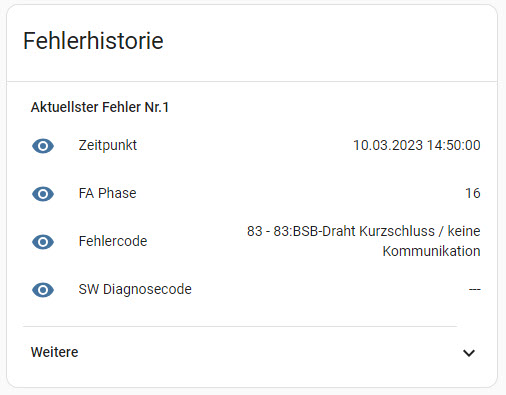 Fehlerhistorie
Aktuellster Fehler Nr.1
Zeitpunkt 10.03.2023 14:50:00
FA Phase 16
Fehlercode 83 - 83:BSB-Draht Kurzschluss / keine
Kommunikation
SW Diagnosecode ---
Weitere